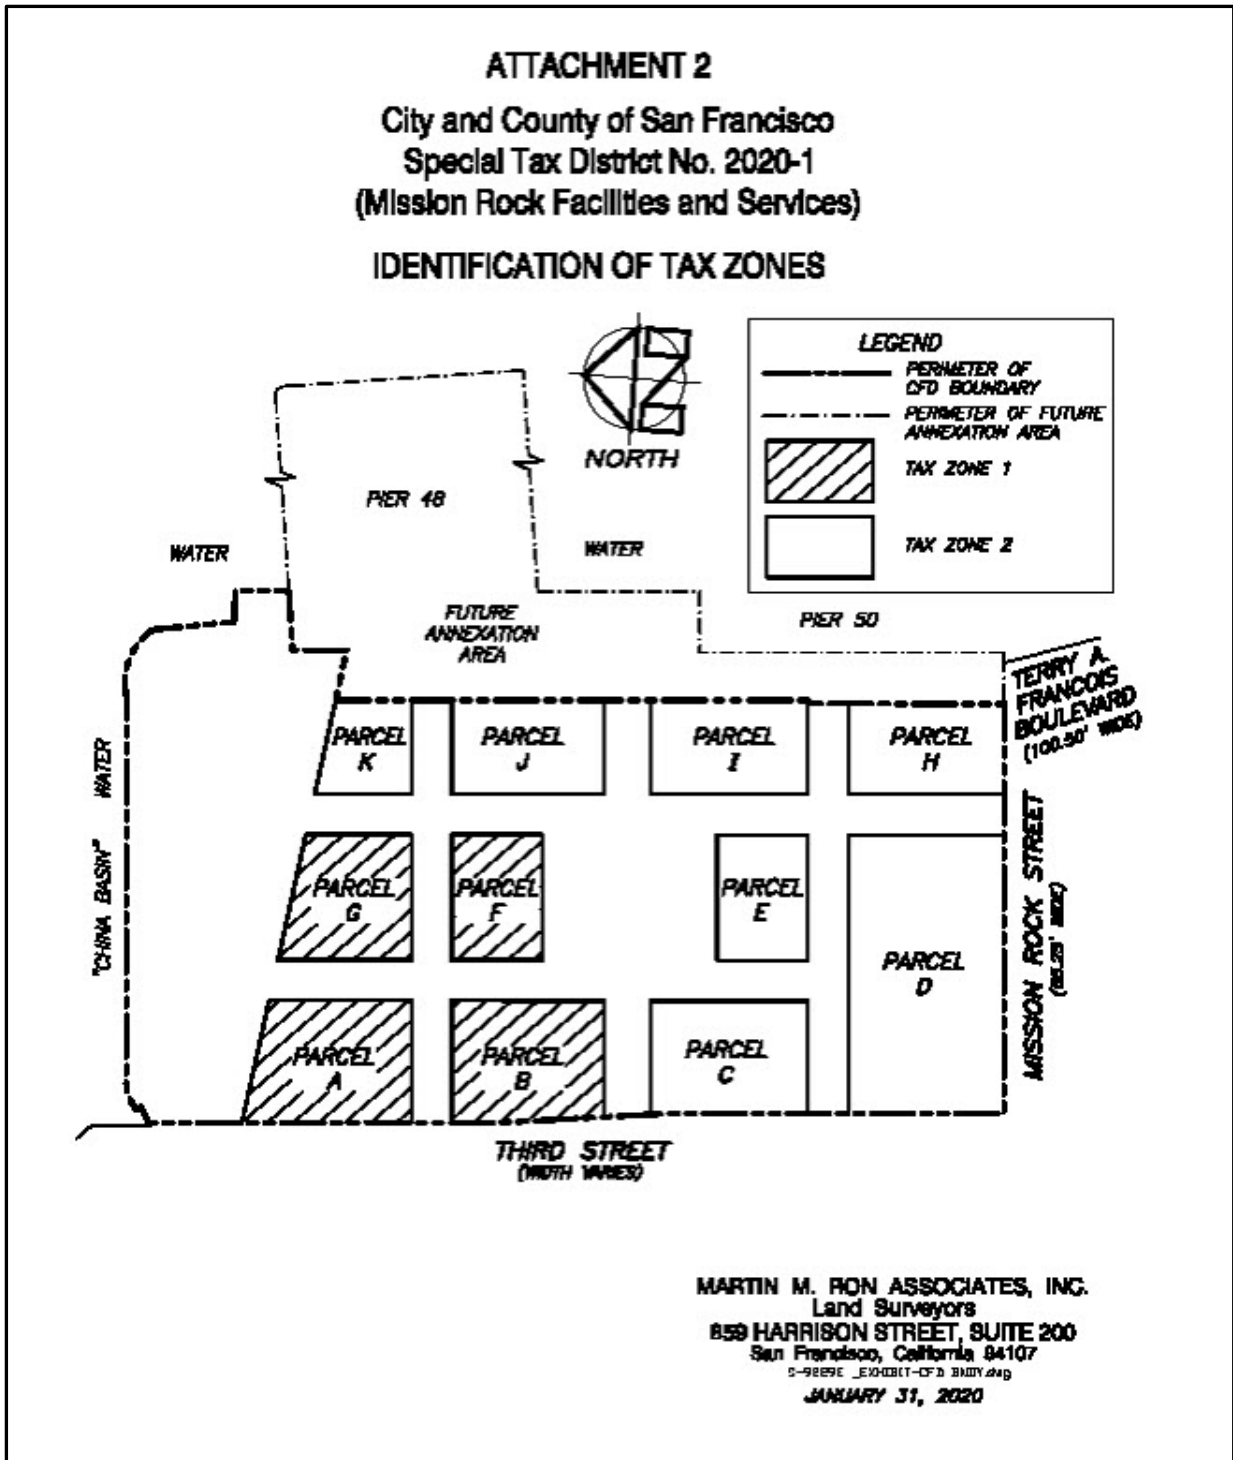 ATTACHMENT 2
City and County of San Francisco
Special Tax District No. 2020-1
(Mission Rock Facilities and Services)
IDENTIFICATION OF TAX ZONES
NORTH
LEGEND
PERIMETER OF
CFD BOUNDARY
PERIMETER OF FUTURE
ANNEXATION AREA
TAX ZONE 1
TAX ZONE 2
PIER 48
WATER
WATER
FUTURE
ANNEXATION
AREA
PIER 50
TERRY A.
FRANCOIS
BOULEVARD
(100.50' WIDE)
"CHINA BASIN" WATER
PARCEL
K
PARCEL
J
PARCEL
I
PARCEL
H
PARCEL
G
PARCEL
F
PARCEL
E
PARCEL
D
MISSION ROCK STREET
WIDE)
PARCEL
A
PARCEL
B
PARCEL
C
THIRD STREET
(WIDTH VARIES)
MARTIN M. RON ASSOCIATES, INC.
Land Surveyors
859 HARRISON STREET, SUITE 200
San Francisco, California 94107
JANUARY 31, 2020